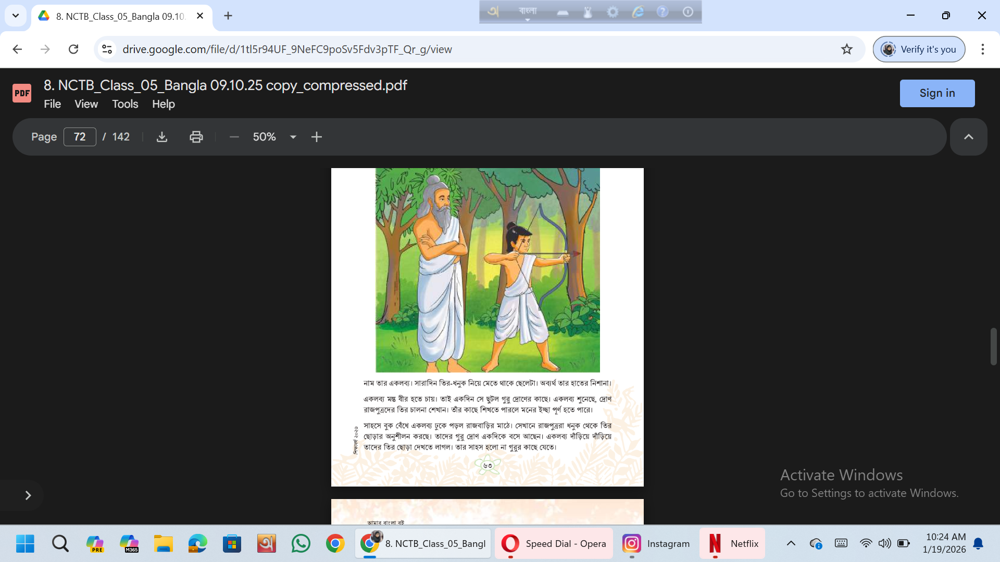 8. NCTB_Class_05_Bangla 09.10.
বাংলা
drive.google.com/file/d/1tl5r94UF_9NeFC9poSv5Fdv3pTF_Qr_g/view
Verify it's you
PDF
8. NCTB_Class_05_Bangla 09.10.25 copy_compressed.pdf
File View Tools Help
Sign in
Page 72 / 142 50%
নাম তার একলব্য। সারাদিন তির-ধনুক নিয়ে মেতে থাকে ছেলেটা। অব্যর্থ তার হাতের নিশানা।
একলব্য মস্ত বীর হতে চায়। তাই একদিন সে ছুটল গুরু দ্রোণের কাছে। একলব্য শুনেছে, দ্রোণ
রাজপুত্রদের তির চালনা শেখান। তাঁর কাছে শিখতে পারলে মনের ইচ্ছা পূর্ণ হতে পারে।
সাহসে বুক বেঁধে একলব্য ঢুকে পড়ল রাজবাড়ির মাঠে। সেখানে রাজপুত্ররা ধনুক থেকে তির
ছোড়ার অনুশীলন করছে। তাদের গুরু দ্রোণ একদিকে বসে আছেন। একলব্য দাঁড়িয়ে দাঁড়িয়ে
তাদের তির ছোড়া দেখতে লাগল। তার সাহস হলো না গুরুর কাছে যেতে।
শিক্ষাবর্ষ ২০২৬
৬৩
আমার বাংলা বই
Activate Windows
Go to Settings to activate Windows.
PRE
M365
অ
8. NCTB_Class_05_Bangl
Speed Dial - Opera
Instagram
Netflix
10:24 AM
1/19/2026